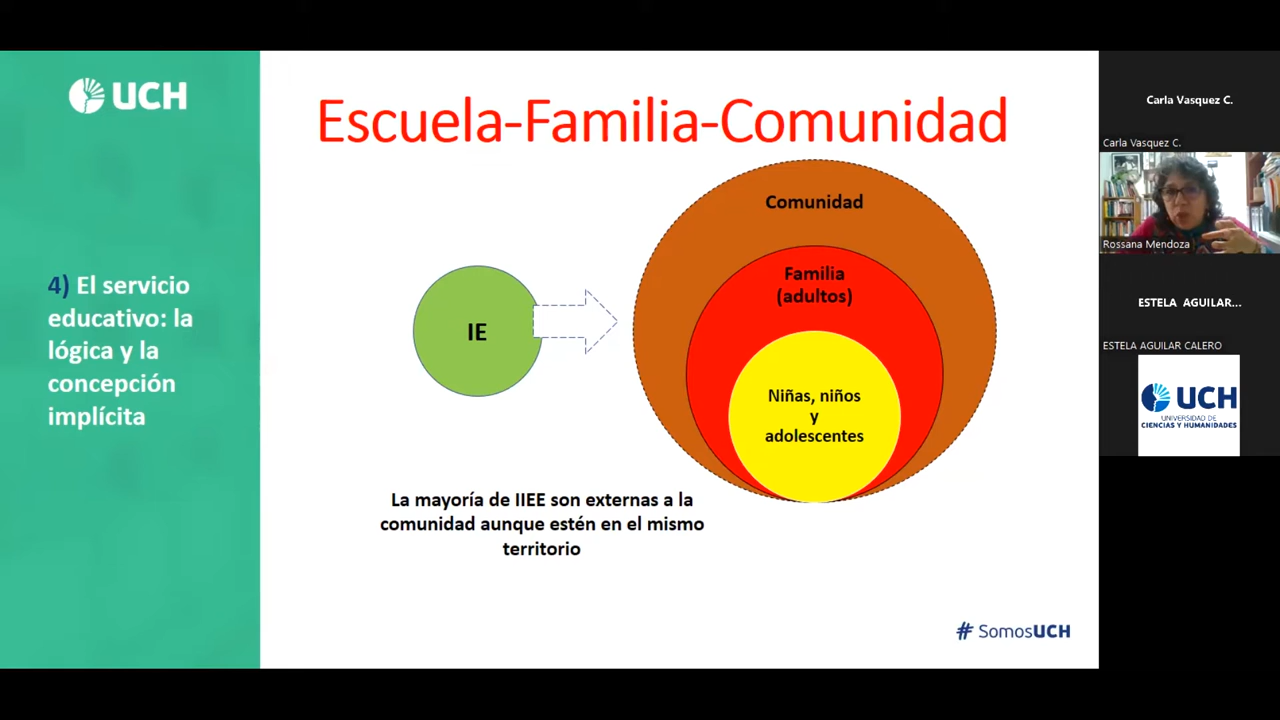 UCH
4) El servicio
educativo: la
lógica y la
concepción
implícita
Escuela-Familia-Comunidad
IE
Comunidad
Familia
(adultos)
Niñas, niños
y
adolescentes
La mayoría de IIEE son externas a la
comunidad aunque estén en el mismo
territorio
# SomosUCH
Carla Vasquez C.
Carla Vasquez C.
Rossana Mendoza
ESTELA AGUILAR...
ESTELA AGUILAR CALERO
UCH
UNIVERSIDAD DE
CIENCIAS Y HUMANIDADES